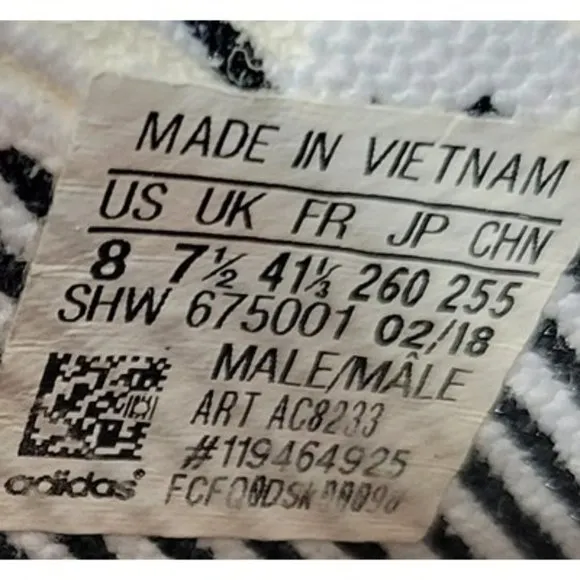 MADE IN VIETNAM
US UK FR JP CHN
8 7½ 41⅓ 260 255
SHW 675001 02/18
MALE/MÂLE
ART AC8233
#119464925
adidas®